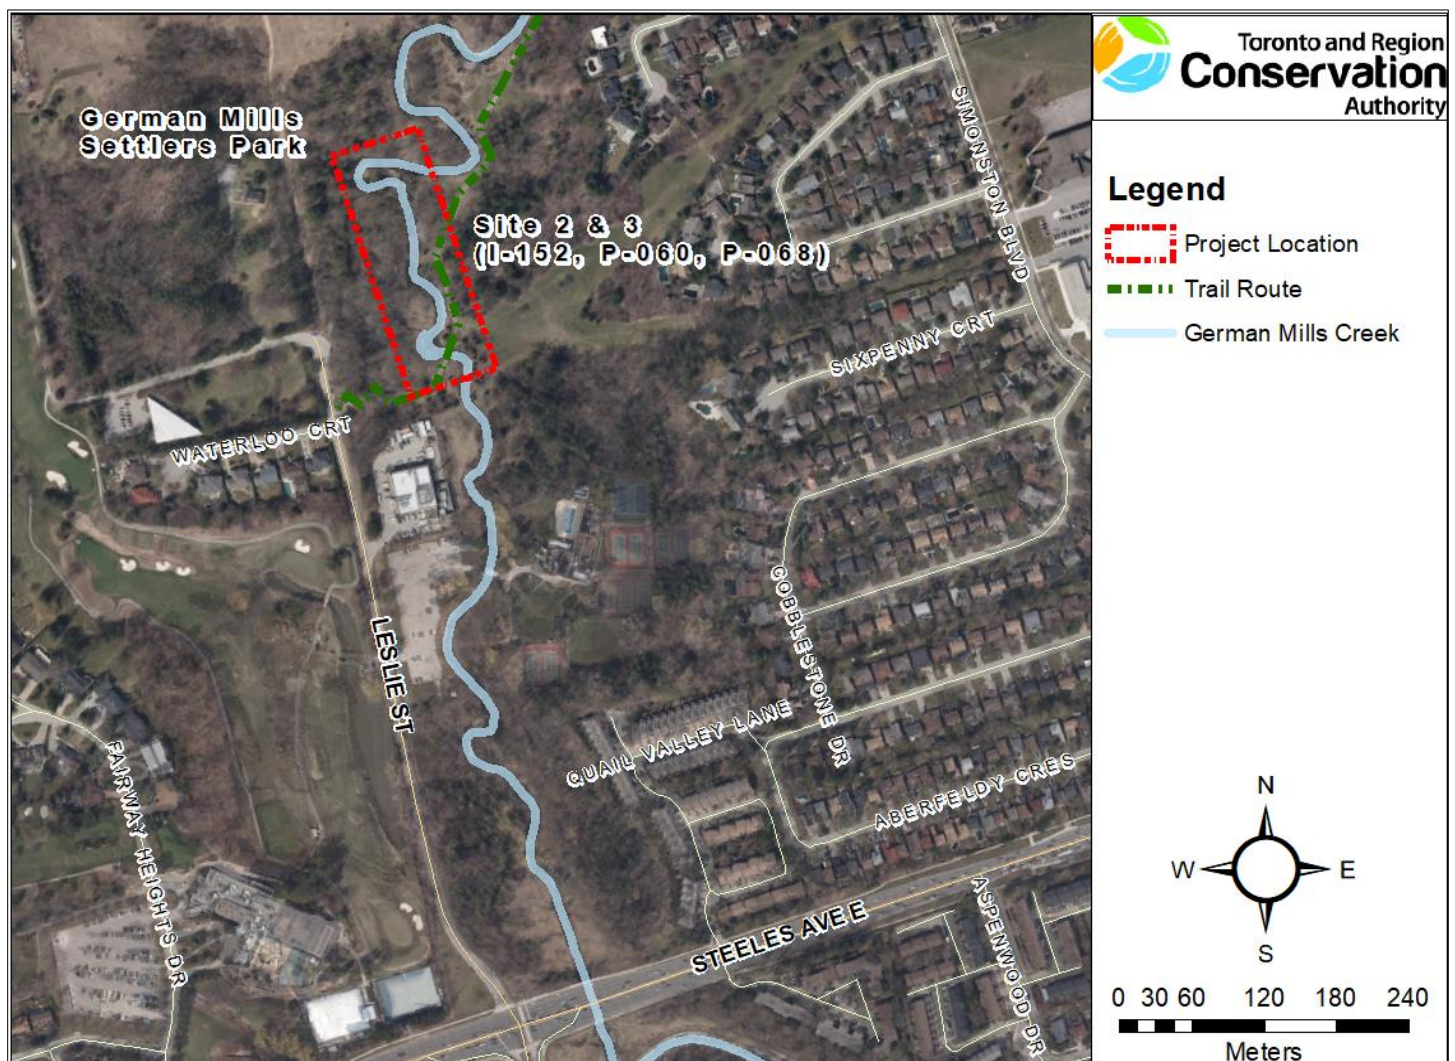 Toronto and Region
Conservation
Authority
German Mills
Settlers Park
Site 2 & 3
(I-152, P-060, P-068)
SIMONSTON BLVD
SIXPENNY CRT
WATERLOO CRT
LESLIE ST
COBBLESTONE DR
QUAIL VALLEY LANE
ABERFELDY CRES
FAIRWAY HEIGHTS DR
STEELES AVE E
ASPENWOOD DR
Legend
Project Location
Trail Route
German Mills Creek
N
W
E
S
0 30 60 120 180 240
Meters